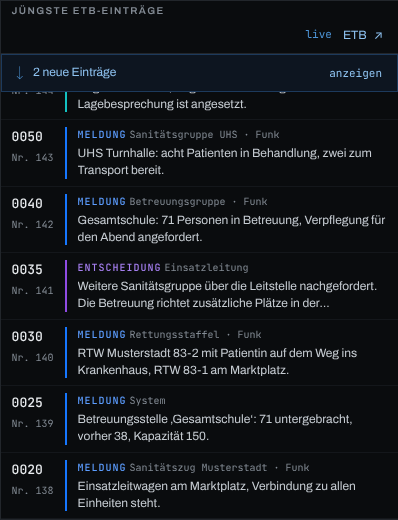 JÜNGSTE ETB-EINTRÄGE
live ETB ↗
↓ 2 neue Einträge anzeigen
Lagebesprechung ist angesetzt.
0050 MELDUNG Sanitätsgruppe UHS · Funk
Nr. 143 UHS Turnhalle: acht Patienten in Behandlung, zwei zum
Transport bereit.
0040 MELDUNG Betreuungsgruppe · Funk
Nr. 142 Gesamtschule: 71 Personen in Betreuung, Verpflegung für
den Abend angefordert.
0035 ENTSCHEIDUNG Einsatzleitung
Nr. 141 Weitere Sanitätsgruppe über die Leitstelle nachgefordert.
Die Betreuung richtet zusätzliche Plätze in der…
0030 MELDUNG Rettungsstaffel · Funk
Nr. 140 RTW Musterstadt 83-2 mit Patientin auf dem Weg ins
Krankenhaus, RTW 83-1 am Marktplatz.
0025 MELDUNG System
Nr. 139 Betreuungsstelle ‚Gesamtschule‘: 71 untergebracht,
vorher 38, Kapazität 150.
0020 MELDUNG Sanitätszug Musterstadt · Funk
Nr. 138 Einsatzleitwagen am Marktplatz, Verbindung zu allen
Einheiten steht.